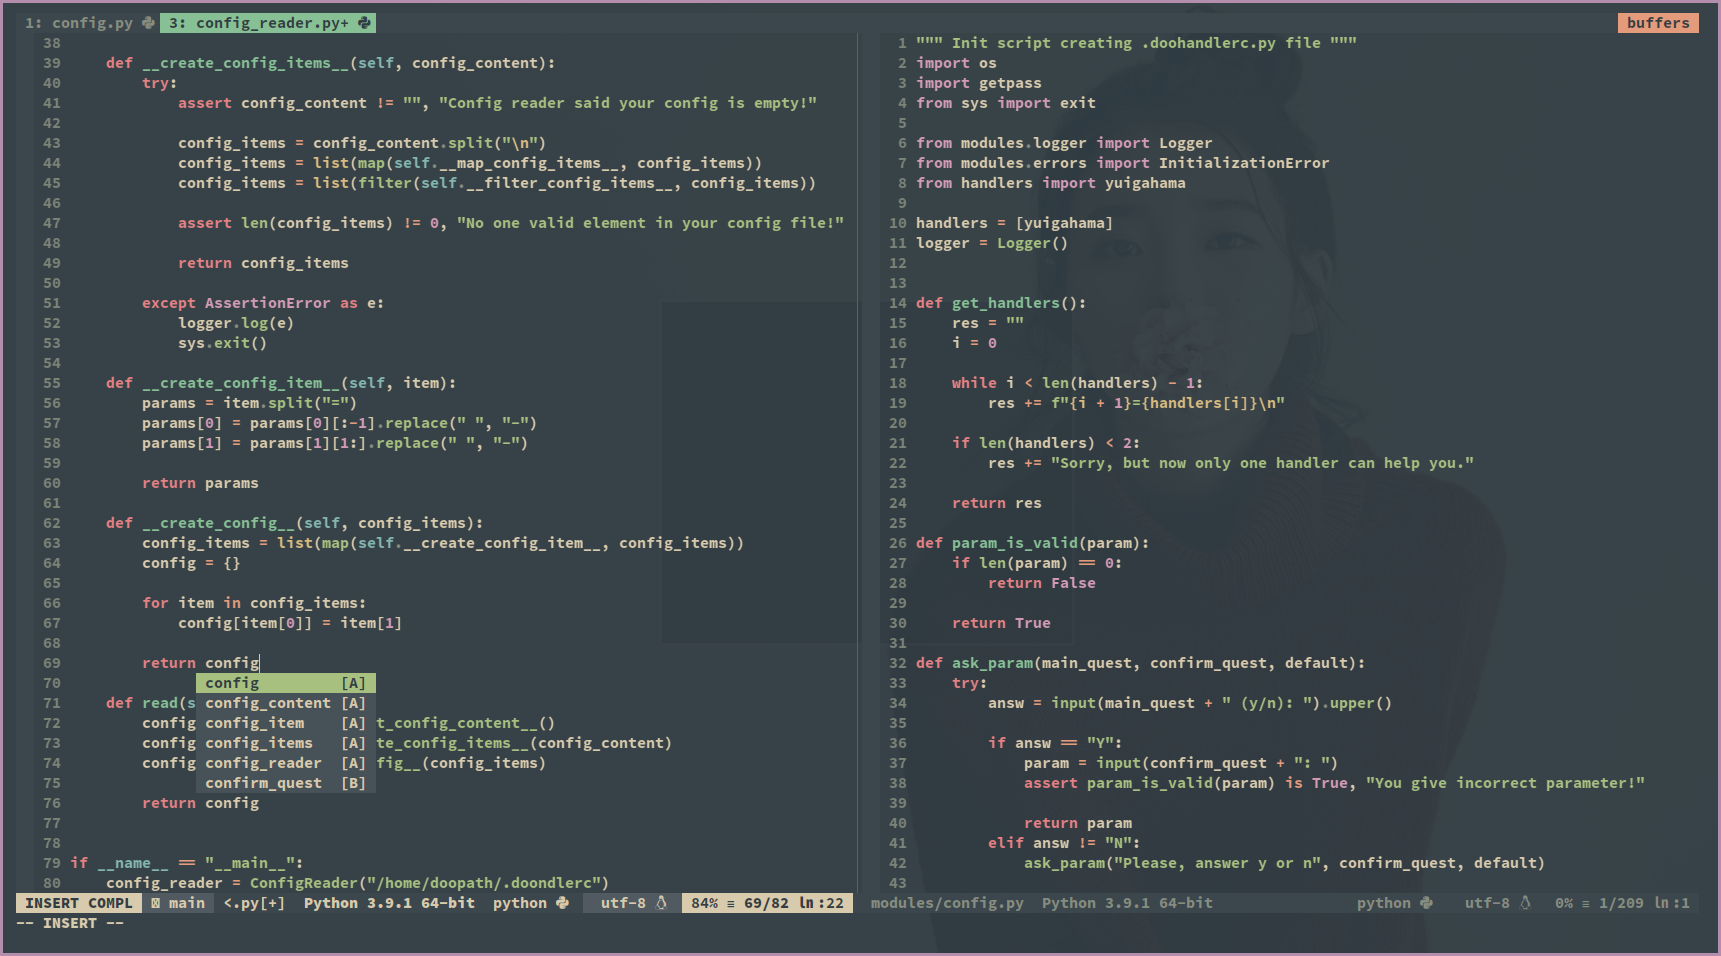 1: config.py
3: config_reader.py+
buffers
38
39     def __create_config_items__(self, config_content):
40         try:
41             assert config_content != "", "Config reader said your config is empty!"
42
43             config_items = config_content.split("\n")
44             config_items = list(map(self.__map_config_items__, config_items))
45             config_items = list(filter(self.__filter_config_items__, config_items))
46
47             assert len(config_items) != 0, "No one valid element in your config file!"
48
49             return config_items
50
51         except AssertionError as e:
52             logger.log(e)
53             sys.exit()
54
55     def __create_config_item__(self, item):
56         params = item.split("=")
57         params[0] = params[0][:-1].replace(" ", "-")
58         params[1] = params[1][1:].replace(" ", "-")
59
60         return params
61
62     def __create_config__(self, config_items):
63         config_items = list(map(self.__create_config_item__, config_items))
64         config = {}
65
66         for item in config_items:
67             config[item[0]] = item[1]
68
69         return config
70               config         [A]
71     def read(s config_content [A]
72         config config_item    [A] t_config_content__()
73         config config_items   [A] te_config_items__(config_content)
74         config config_reader  [A] fig__(config_items)
75               confirm_quest  [B]
76         return config
77
78
79 if __name__ == "__main__":
80     config_reader = ConfigReader("/home/doopath/.doondlerc")
INSERT COMPL  main  <.py[+]  Python 3.9.1 64-bit  python  utf-8  84% ≡ 69/82 ln:22
-- INSERT --
1 """ Init script creating .doohandlerc.py file """
2 import os
3 import getpass
4 from sys import exit
5
6 from modules.logger import Logger
7 from modules.errors import InitializationError
8 from handlers import yuigahama
9
10 handlers = [yuigahama]
11 logger = Logger()
12
13
14 def get_handlers():
15     res = ""
16     i = 0
17
18     while i < len(handlers) - 1:
19         res += f"{i + 1}={handlers[i]}\n"
20
21     if len(handlers) < 2:
22         res += "Sorry, but now only one handler can help you."
23
24     return res
25
26 def param_is_valid(param):
27     if len(param) == 0:
28         return False
29
30     return True
31
32 def ask_param(main_quest, confirm_quest, default):
33     try:
34         answ = input(main_quest + " (y/n): ").upper()
35
36         if answ == "Y":
37             param = input(confirm_quest + ": ")
38             assert param_is_valid(param) is True, "You give incorrect parameter!"
39
40             return param
41         elif answ != "N":
42             ask_param("Please, answer y or n", confirm_quest, default)
43
modules/config.py  Python 3.9.1 64-bit  python  utf-8  0% ≡ 1/209 ln:1